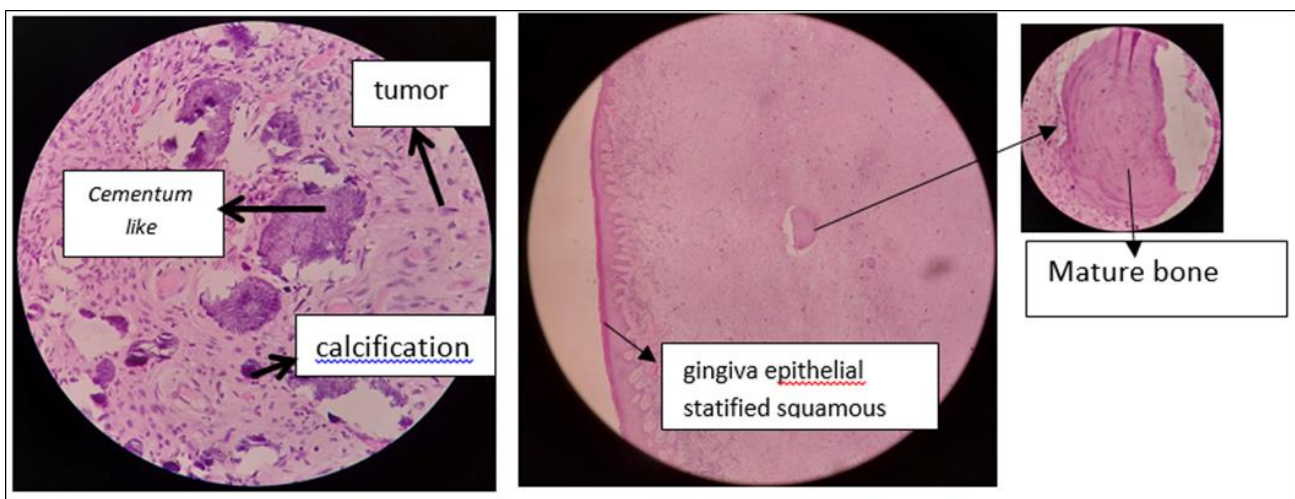 tumor
Cementum
like
calcification
gingiva epithelial
statified squamous
Mature bone